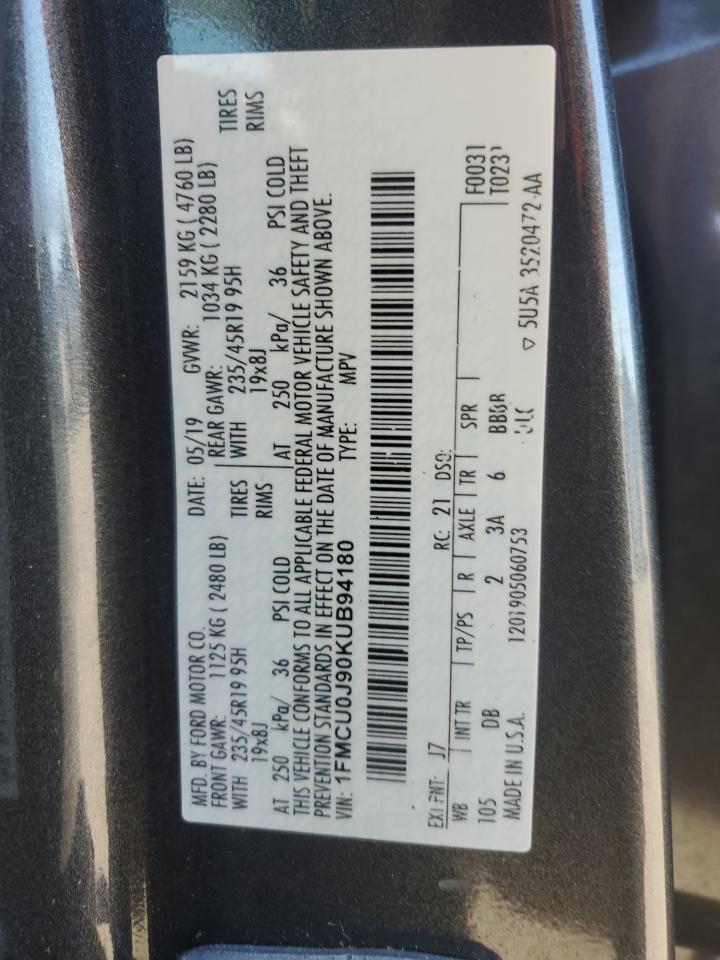 MFD. BY FORD MOTOR CO. DATE: 05/19 GVWR: 2159 KG ( 4760 LB)
FRONT GAWR: 1125 KG ( 2480 LB) REAR GAWR: 1034 KG ( 2280 LB)
WITH 235/45R19 95H TIRES WITH 235/45R19 95H TIRES
19x8J RIMS 19x8J RIMS
AT 250 kPa/ 36 PSI COLD AT 250 kPa/ 36 PSI COLD
THIS VEHICLE CONFORMS TO ALL APPLICABLE FEDERAL MOTOR VEHICLE SAFETY AND THEFT
PREVENTION STANDARDS IN EFFECT ON THE DATE OF MANUFACTURE SHOWN ABOVE.
VIN: 1FMCU0J90KUB94180 TYPE: MPV
EXT PNT: J7 RC: 21 DSO:
WB INT TR TP/PS R AXLE TR SPR F0031
105 DB 2 3A 6 BBGR
MADE IN U.S.A. 1201905060753
5U5A 3520472 AA